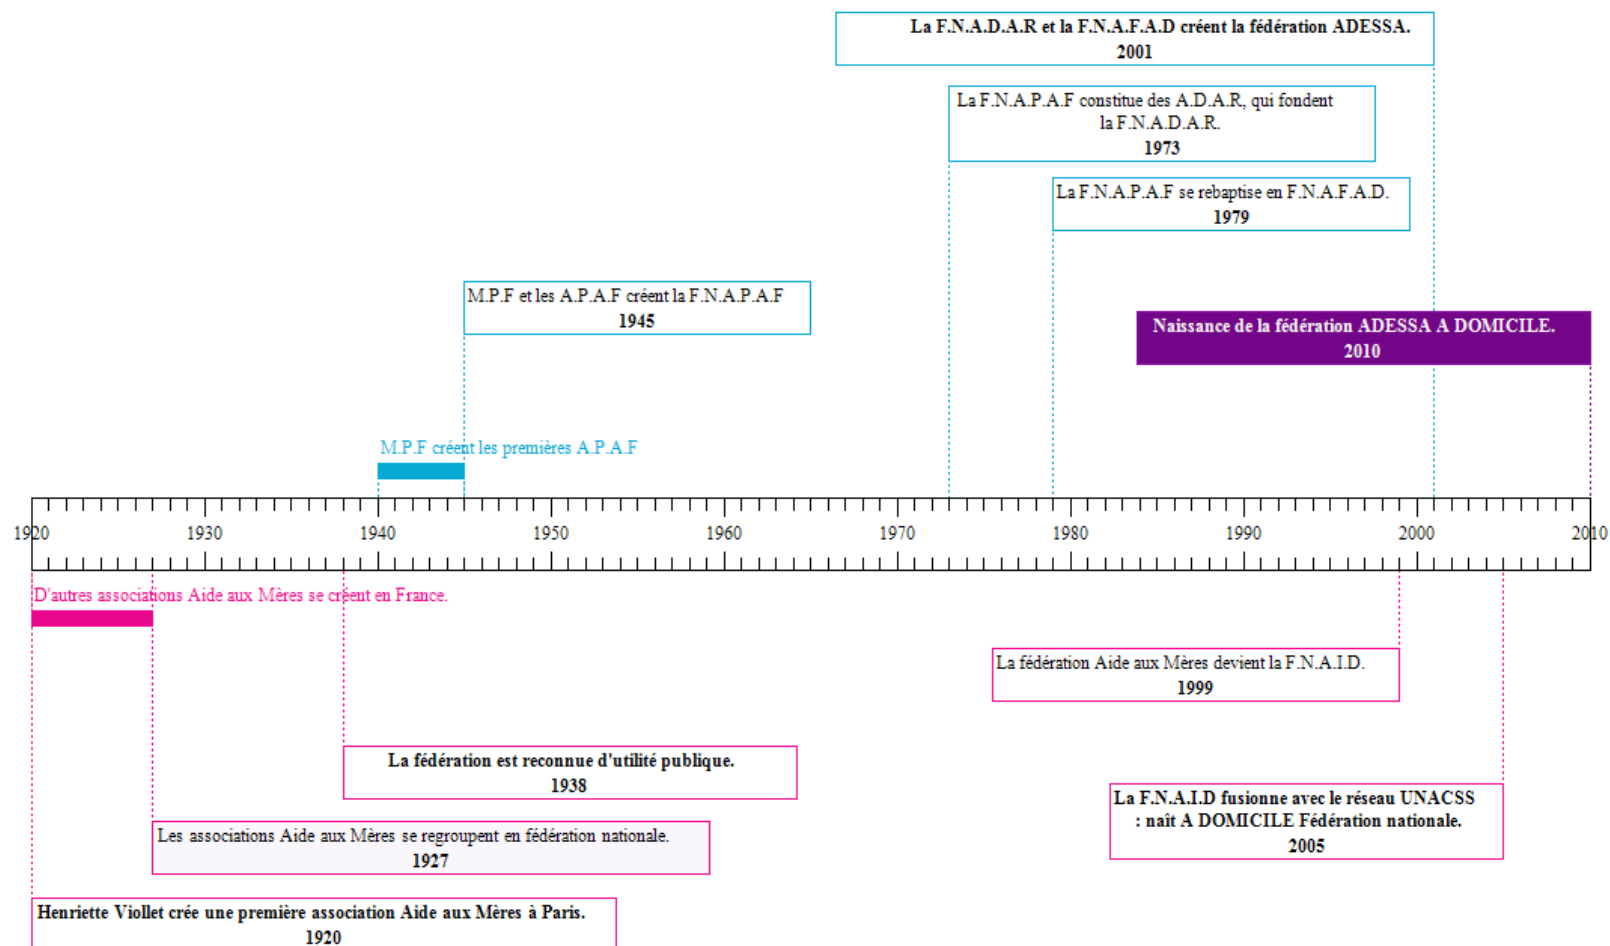 La F.N.A.D.A.R et la F.N.A.F.A.D créent la fédération ADESSA.
2001
La F.N.A.P.A.F constitue des A.D.A.R, qui fondent
la F.N.A.D.A.R.
1973
La F.N.A.P.A.F se rebaptise en F.N.A.F.A.D.
1979
M.P.F et les A.P.A.F créent la F.N.A.P.A.F
1945
Naissance de la fédération ADESSA A DOMICILE.
2010
M.P.F créent les premières A.P.A.F
1920 1930 1940 1950 1960 1970 1980 1990 2000 2010
D'autres associations Aide aux Mères se créent en France.
La fédération Aide aux Mères devient la F.N.A.I.D.
1999
La fédération est reconnue d'utilité publique.
1938
La F.N.A.I.D fusionne avec le réseau UNACSS
: naît A DOMICILE Fédération nationale.
2005
Les associations Aide aux Mères se regroupent en fédération nationale.
1927
Henriette Viollet crée une première association Aide aux Mères à Paris.
1920